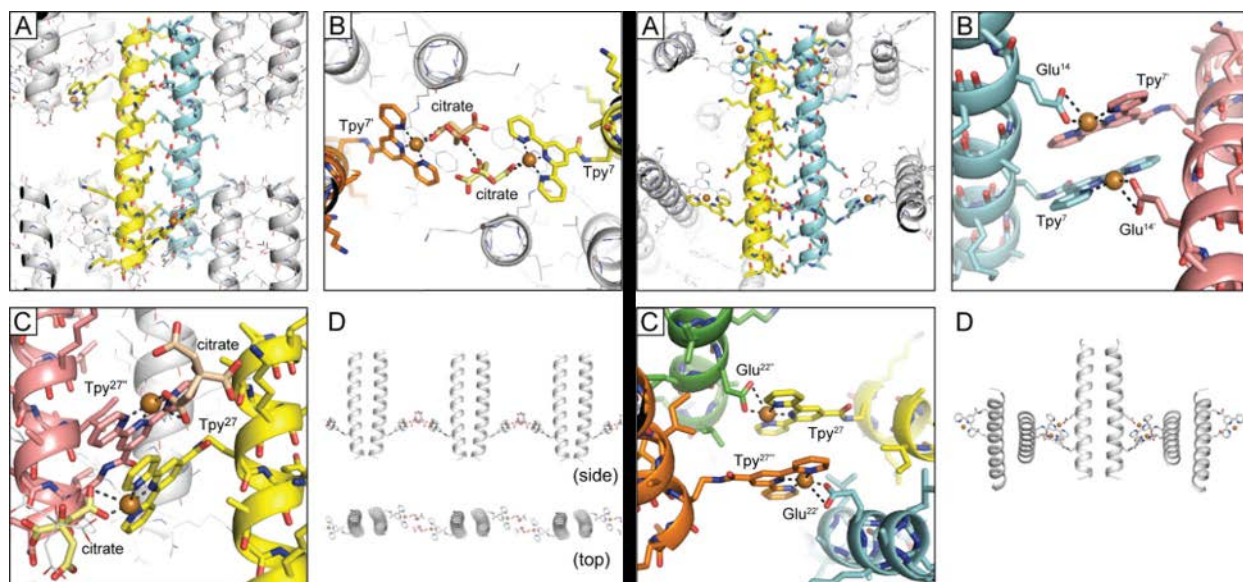 A
B
citrate
Tpy7'
citrate
Tpy7
C
citrate
Tpy27''
Tpy27
citrate
D
(side)
(top)
A
B
Glu14
Tpy7'
Tpy7
Glu14'
C
Glu22''
Tpy27
Tpy27'''
Glu22'
D